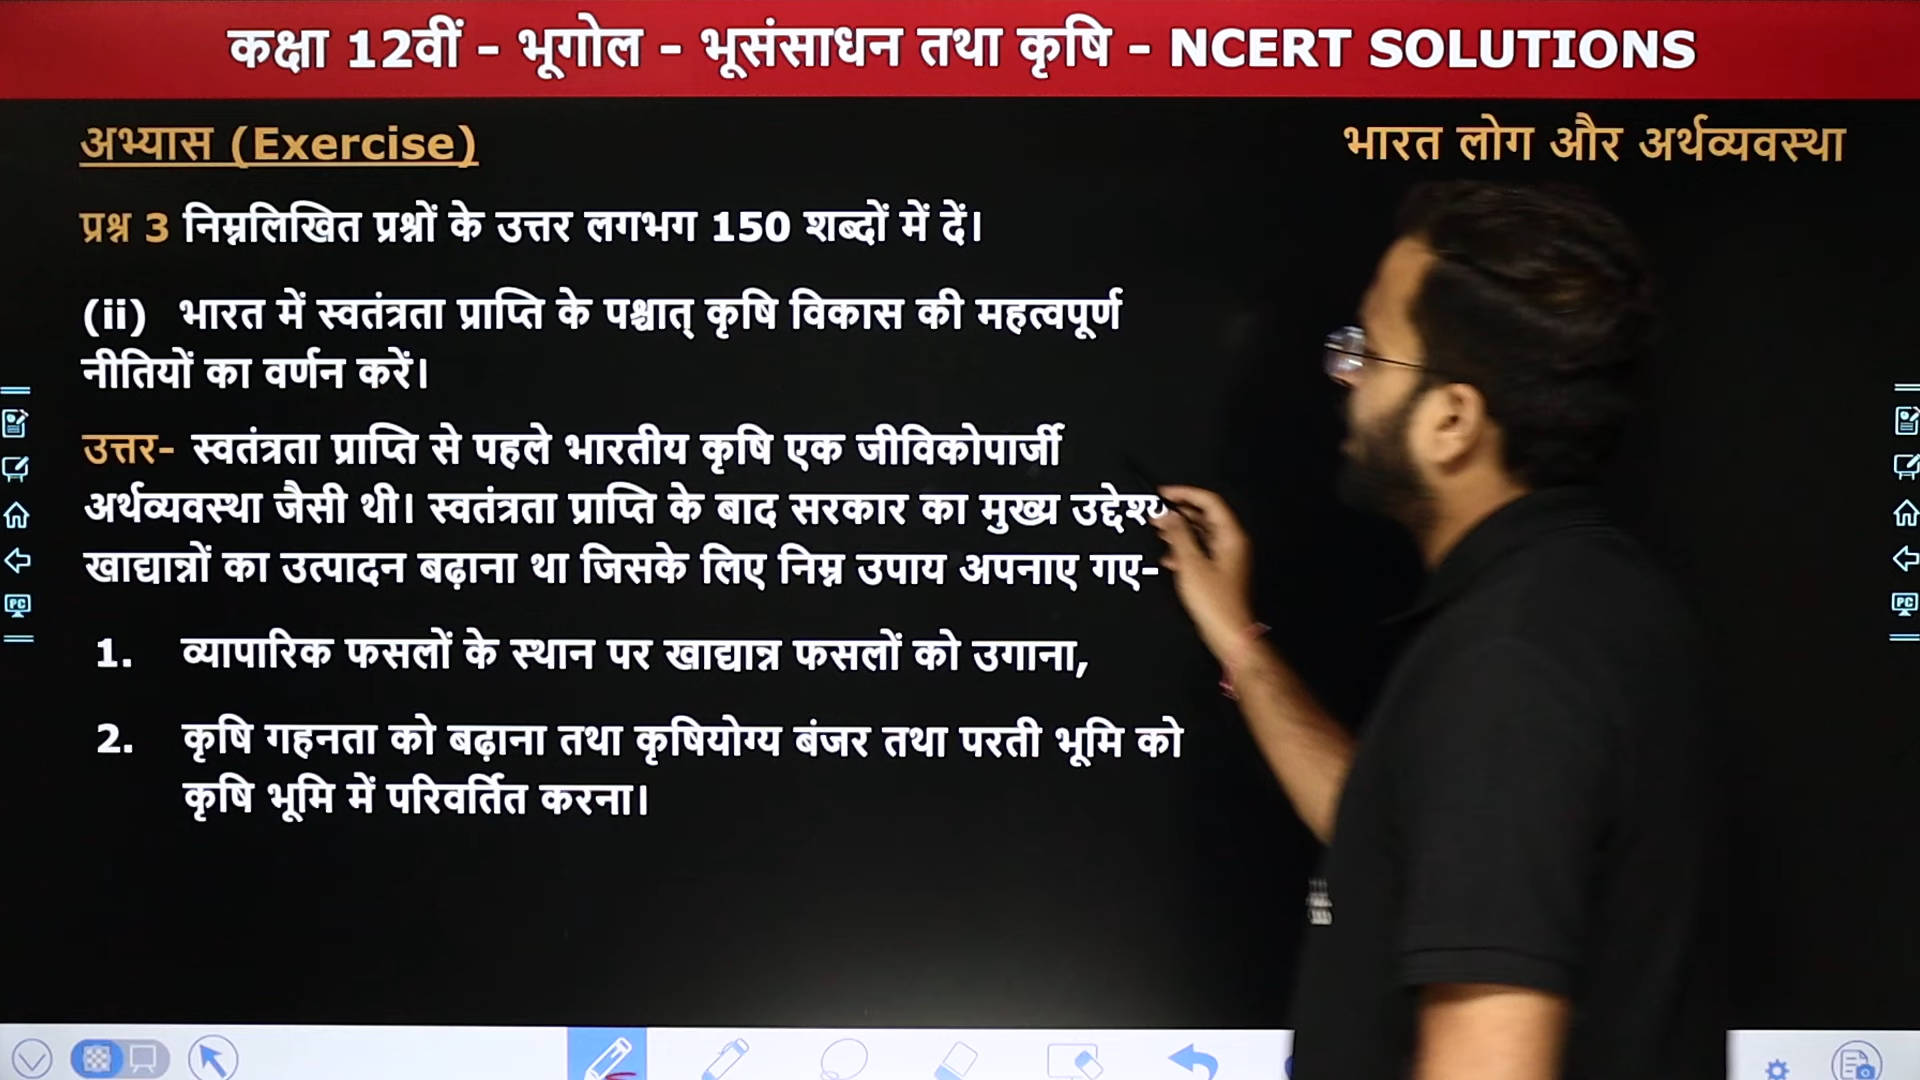 कक्षा 12वीं - भूगोल - भूसंसाधन तथा कृषि - NCERT SOLUTIONS
अभ्यास (Exercise)
भारत लोग और अर्थव्यवस्था
प्रश्न 3 निम्नलिखित प्रश्नों के उत्तर लगभग 150 शब्दों में दें।
(ii) भारत में स्वतंत्रता प्राप्ति के पश्चात् कृषि विकास की महत्वपूर्ण
नीतियों का वर्णन करें।
उत्तर- स्वतंत्रता प्राप्ति से पहले भारतीय कृषि एक जीविकोपार्जी
अर्थव्यवस्था जैसी थी। स्वतंत्रता प्राप्ति के बाद सरकार का मुख्य उद्देश्य
खाद्यान्नों का उत्पादन बढ़ाना था जिसके लिए निम्न उपाय अपनाए गए-
1. व्यापारिक फसलों के स्थान पर खाद्यान्न फसलों को उगाना,
2. कृषि गहनता को बढ़ाना तथा कृषियोग्य बंजर तथा परती भूमि को
कृषि भूमि में परिवर्तित करना।
PC
PC